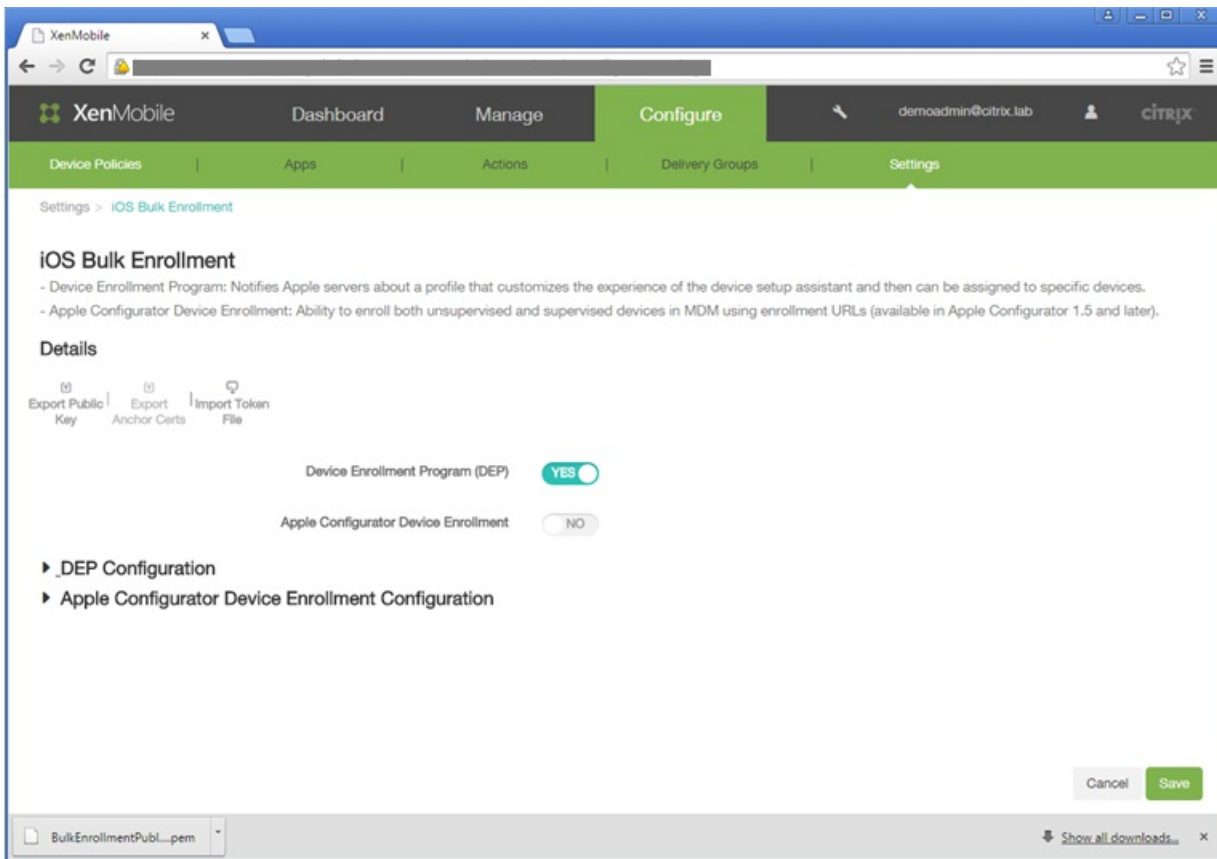 XenMobile
XenMobile Dashboard Manage Configure demoadmin@citrix.lab CITRIX
Device Policies | Apps | Actions | Delivery Groups | Settings
Settings > iOS Bulk Enrollment
iOS Bulk Enrollment
- Device Enrollment Program: Notifies Apple servers about a profile that customizes the experience of the device setup assistant and then can be assigned to specific devices.
- Apple Configurator Device Enrollment: Ability to enroll both unsupervised and supervised devices in MDM using enrollment URLs (available in Apple Configurator 1.5 and later).
Details
Export Public Key | Export Anchor Certs | Import Token File
Device Enrollment Program (DEP) YES
Apple Configurator Device Enrollment NO
DEP Configuration
Apple Configurator Device Enrollment Configuration
Cancel Save
BulkEnrollmentPubl....pem Show all downloads...